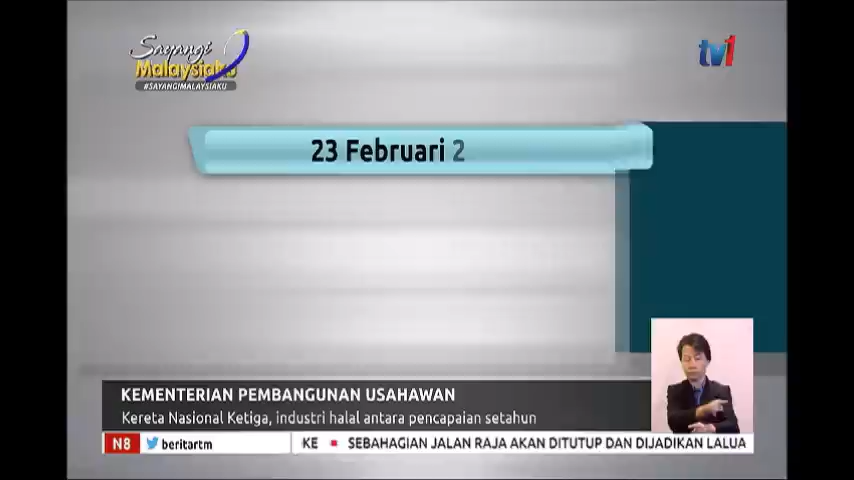 Sayangi
Malaysiaku
#SAYANGIMALAYSIAKU
tv1
23 Februari 2
KEMENTERIAN PEMBANGUNAN USAHAWAN
Kereta Nasional Ketiga, industri halal antara pencapaian setahun
N8 beritartm KE ▪ SEBAHAGIAN JALAN RAJA AKAN DITUTUP DAN DIJADIKAN LALUA